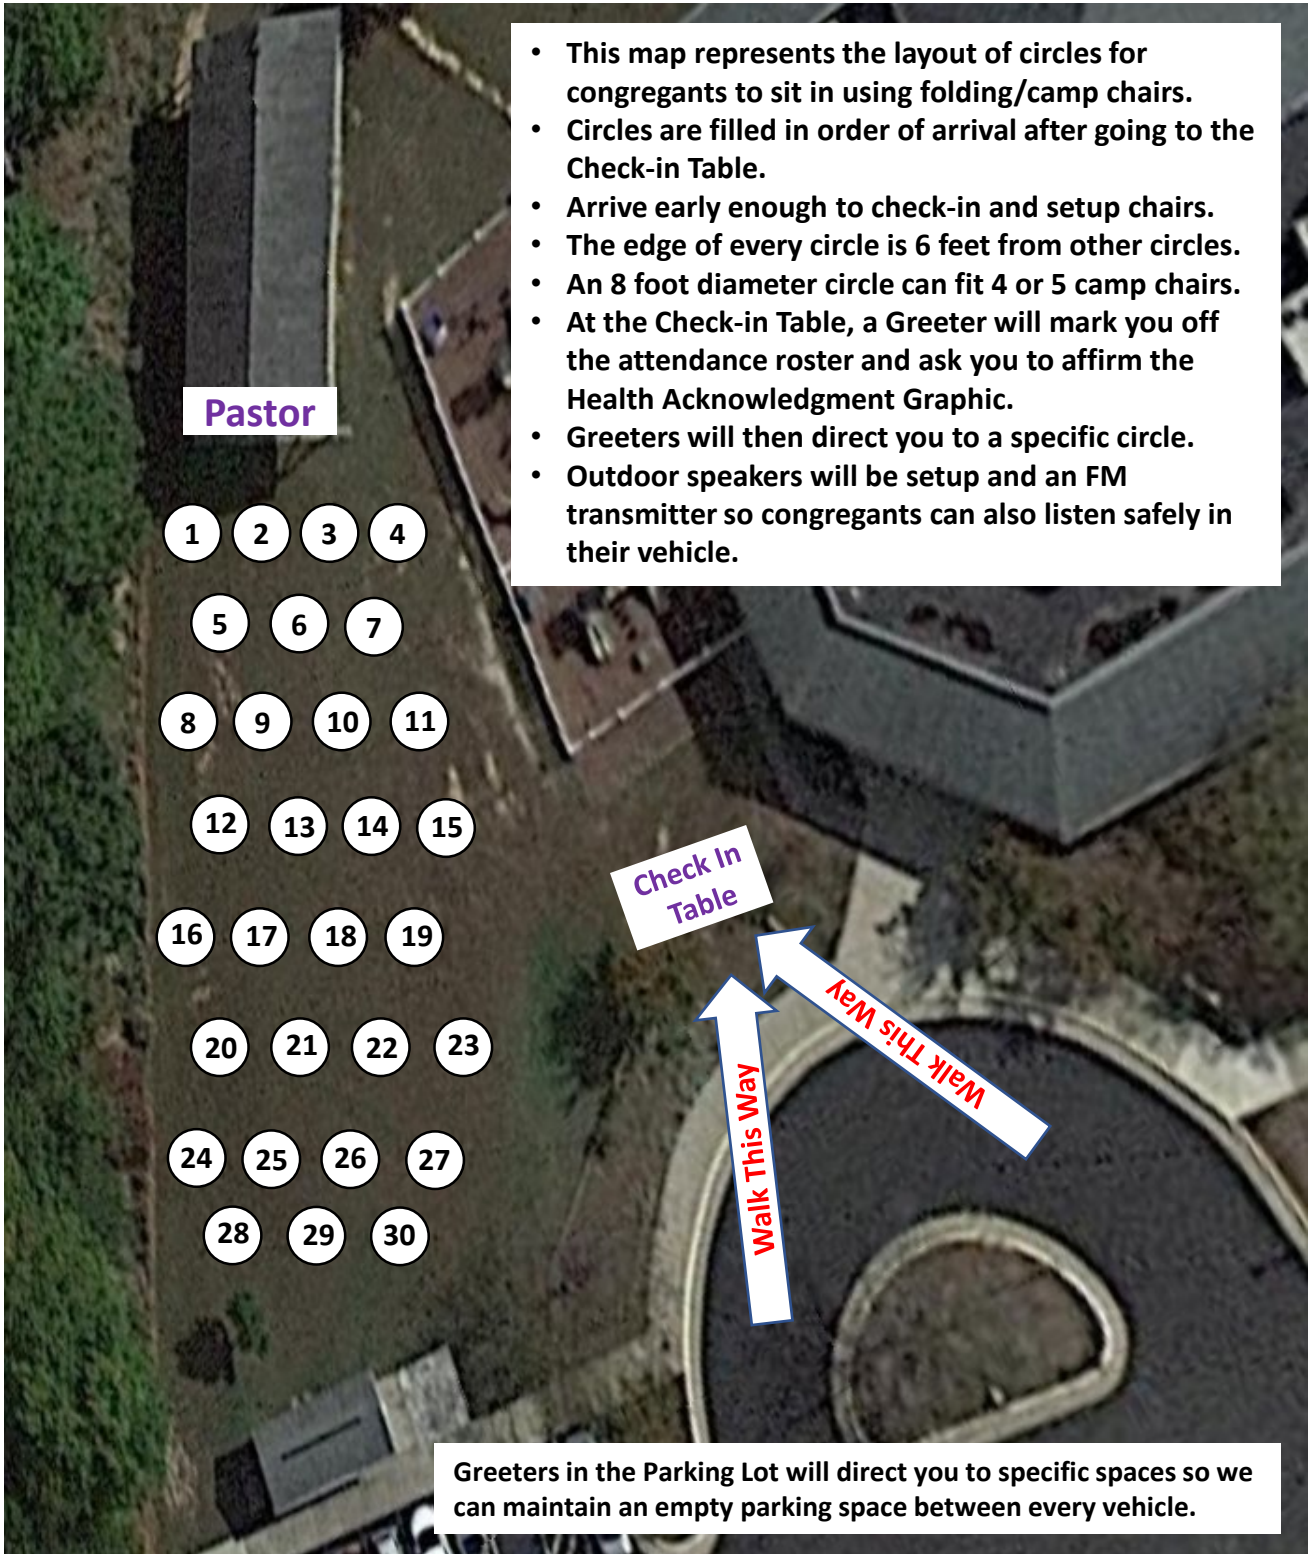 • This map represents the layout of circles for
congregants to sit in using folding/camp chairs.
• Circles are filled in order of arrival after going to the
Check-in Table.
• Arrive early enough to check-in and setup chairs.
• The edge of every circle is 6 feet from other circles.
• An 8 foot diameter circle can fit 4 or 5 camp chairs.
• At the Check-in Table, a Greeter will mark you off
the attendance roster and ask you to affirm the
Health Acknowledgment Graphic.
• Greeters will then direct you to a specific circle.
• Outdoor speakers will be setup and an FM
transmitter so congregants can also listen safely in
their vehicle.
Pastor
1 2 3 4
5 6 7
8 9 10 11
12 13 14 15
16 17 18 19
20 21 22 23
24 25 26 27
28 29 30
Check In
Table
Walk This Way
Walk This Way
Greeters in the Parking Lot will direct you to specific spaces so we
can maintain an empty parking space between every vehicle.